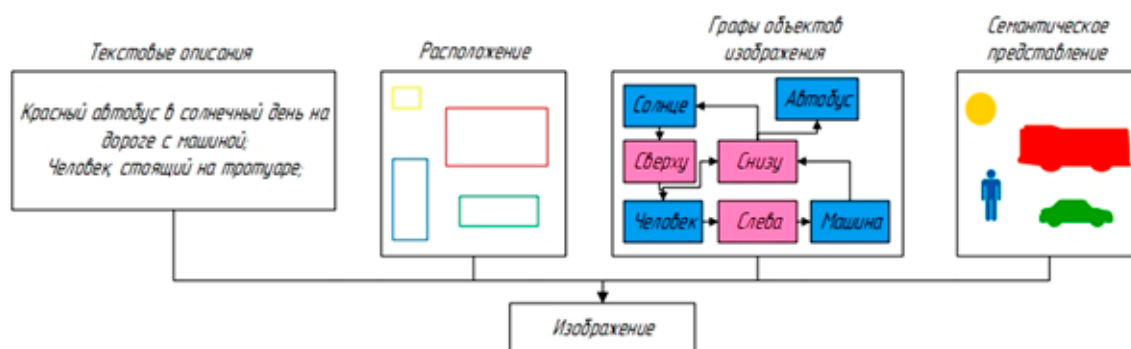 Текстовые описания
Расположение
Графы объектов
изображения
Семантическое
представление
Красный автобус в солнечный день на
дороге с машиной;
Человек, стоящий на тротуаре;
Солнце
Автобус
Сверху
Снизу
Человек
Слева
Машина
Изображение